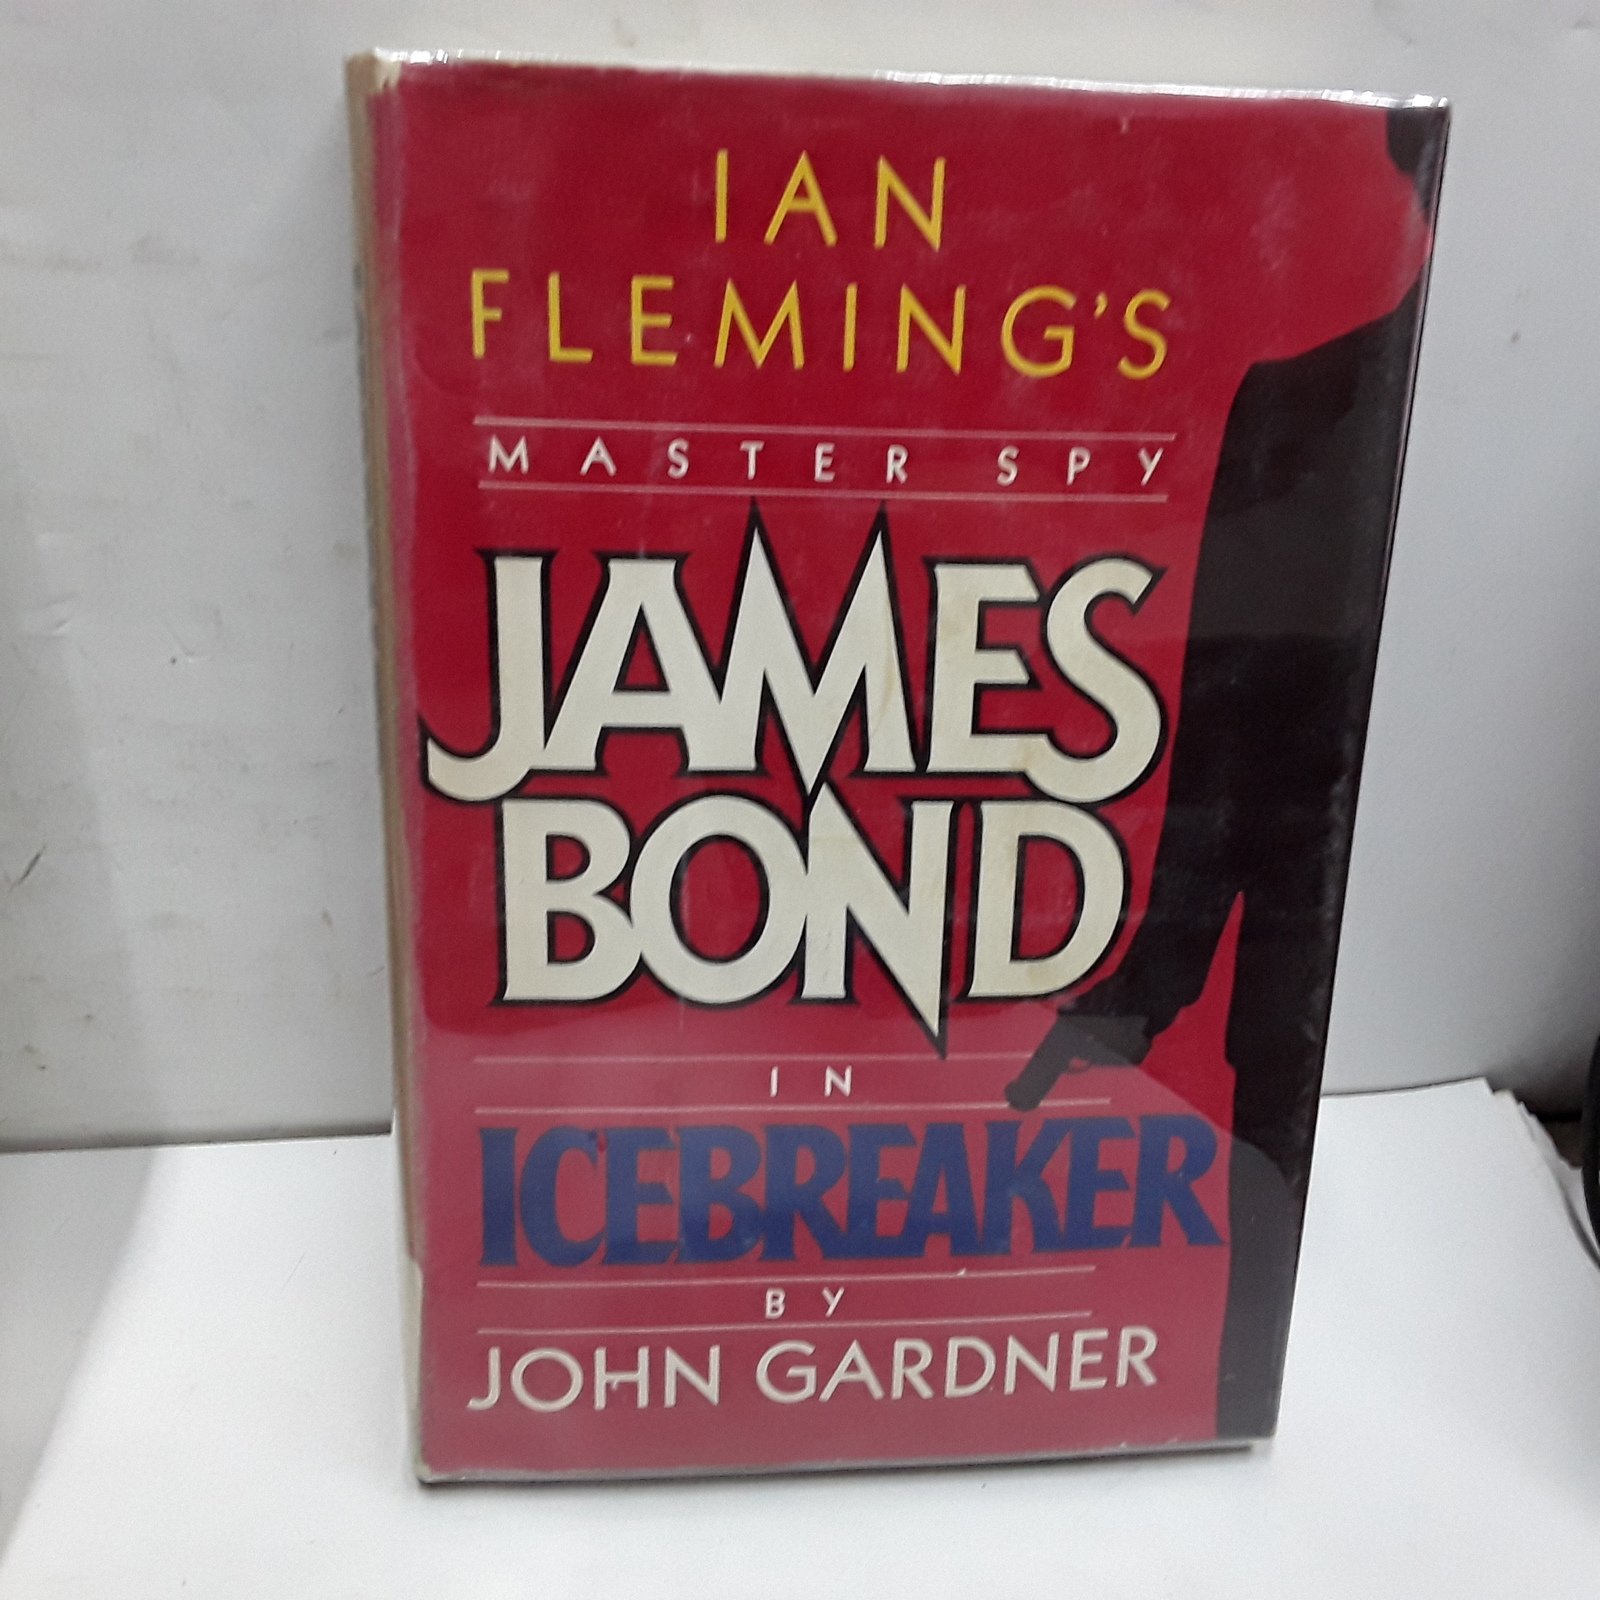 IAN
FLEMING'S
MASTER SPY
JAMES
BOND
IN
ICEBREAKER
BY
JOHN GARDNER